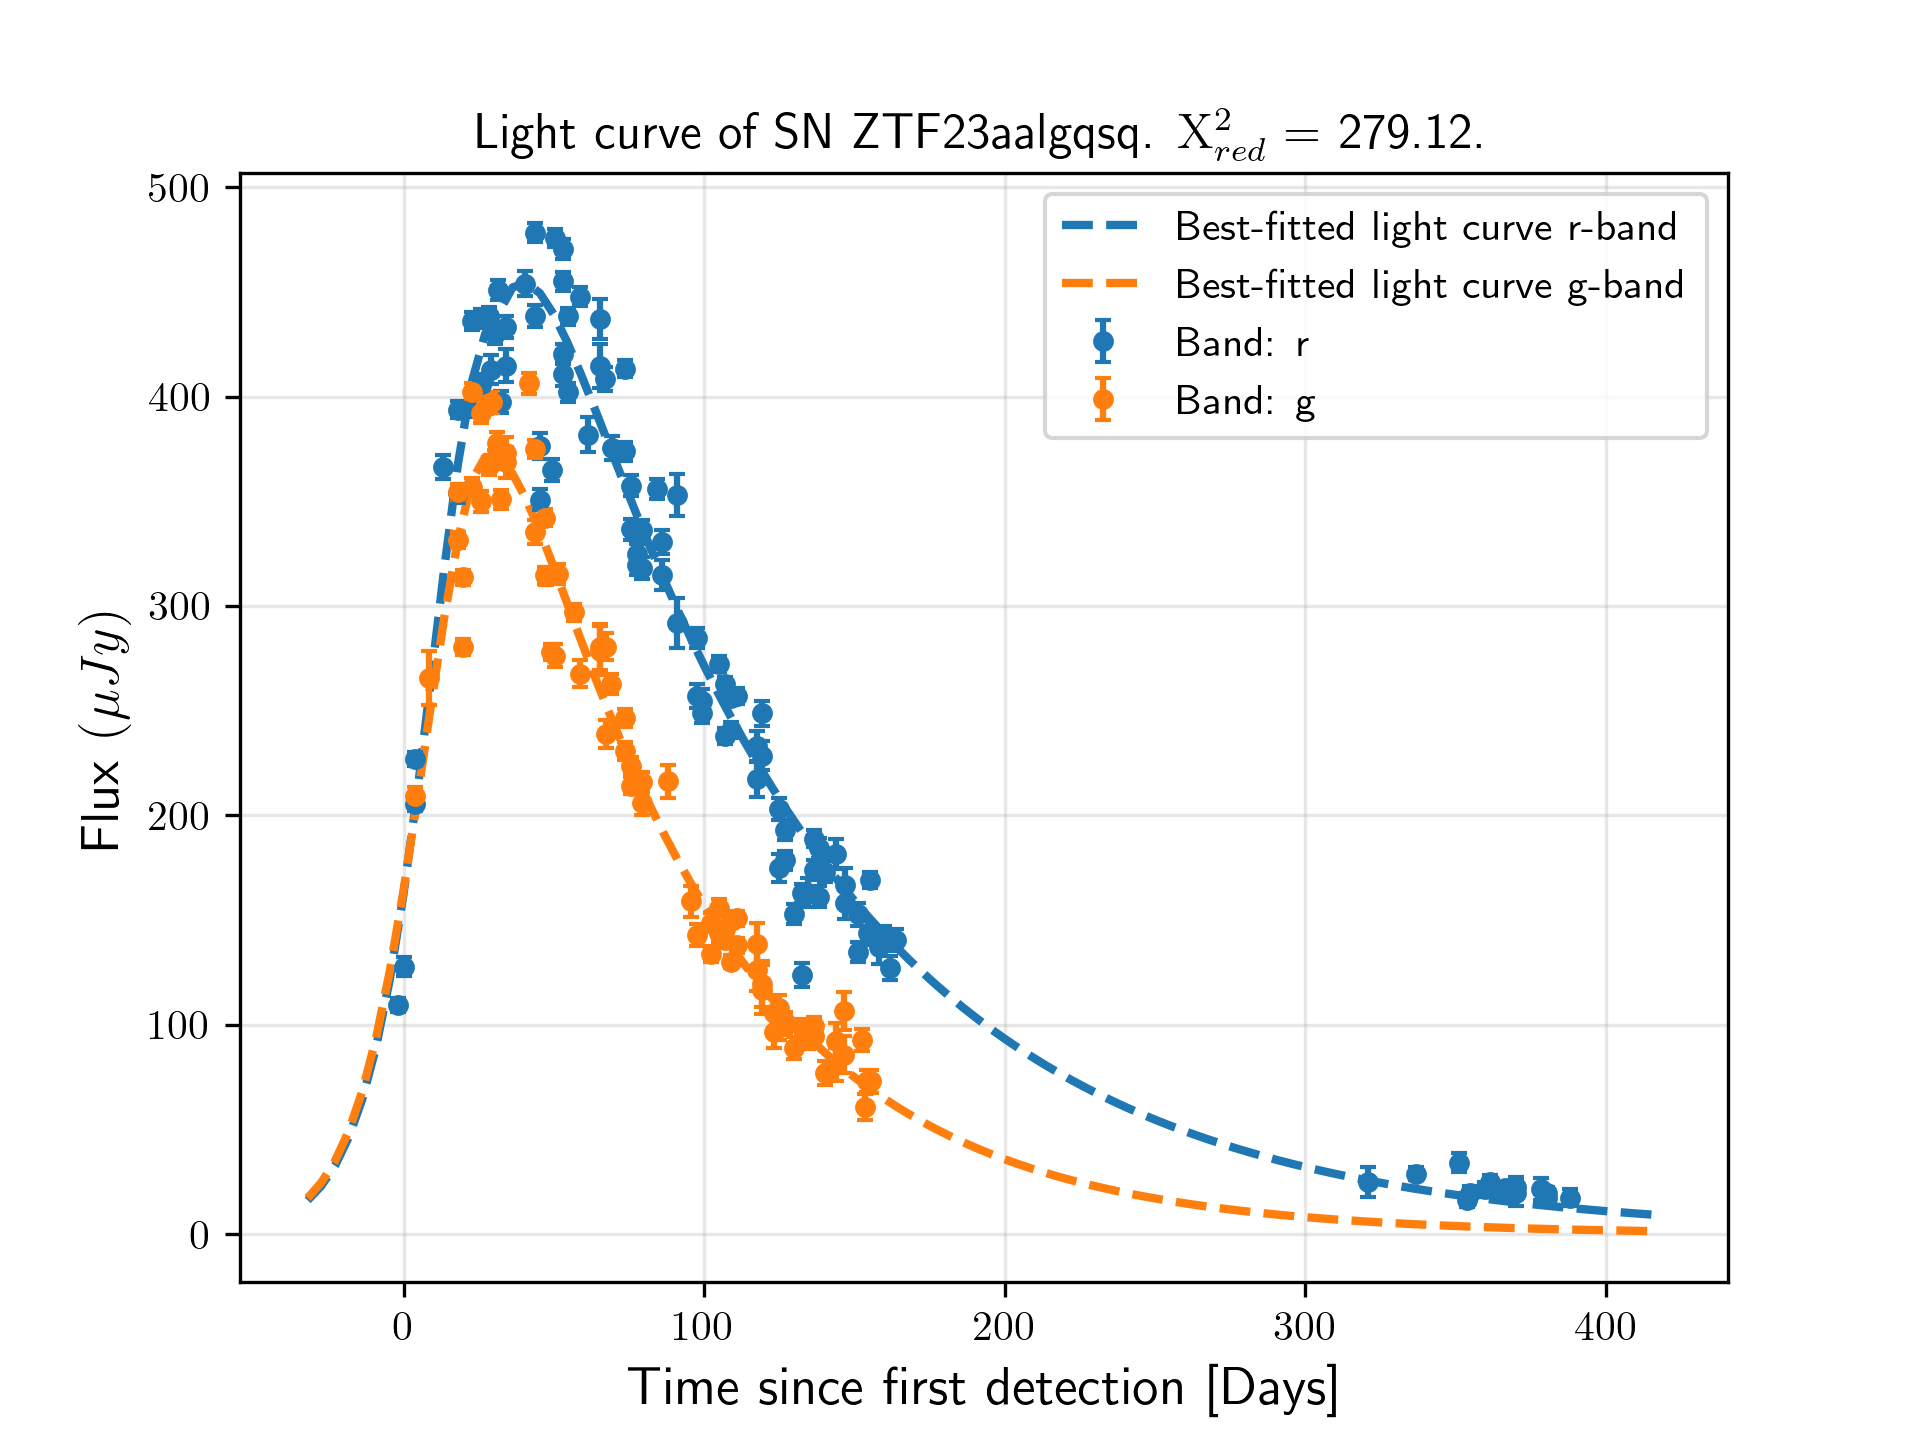 Light curve of SN ZTF23aalgqsq. Χ²_red = 279.12.
500
400
300
200
100
0
Flux (μJy)
Best-fitted light curve r-band
Best-fitted light curve g-band
Band: r
Band: g
0 100 200 300 400
Time since first detection [Days]